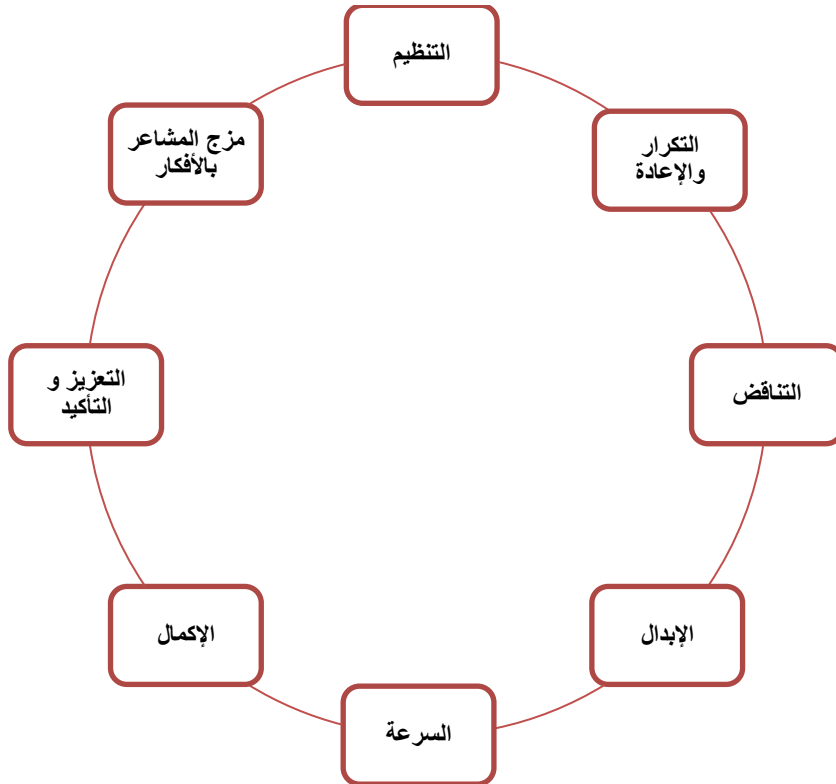 التنظيم
التكرار
والإعادة
التناقض
الإبدال
السرعة
الإكمال
التعزيز و
التأكيد
مزج المشاعر
بالأفكار